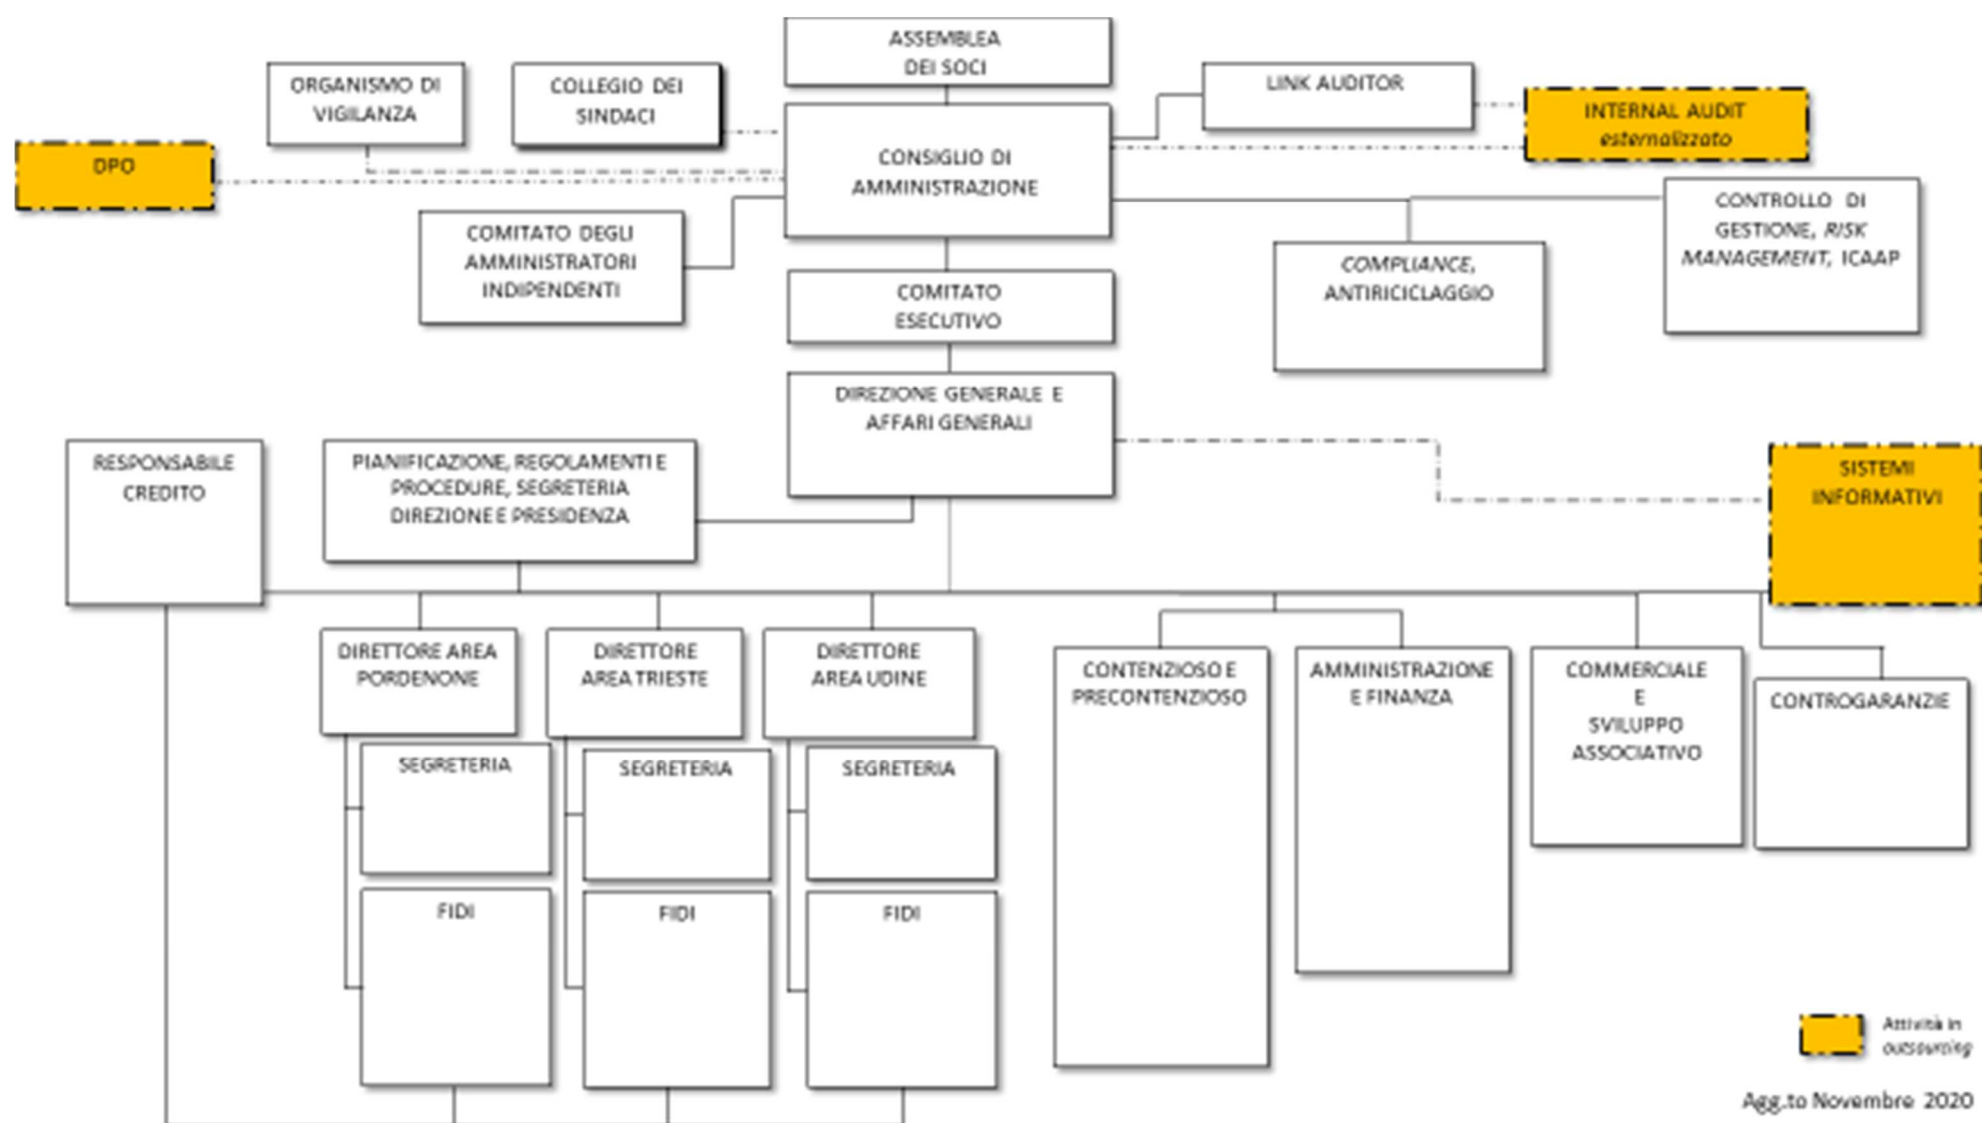 ASSEMBLEA
DEI SOCI
ORGANISMO DI
VIGILANZA
COLLEGIO DEI
SINDACI
LINK AUDITOR
INTERNAL AUDIT
esternalizzato
DPO
CONSIGLIO DI
AMMINISTRAZIONE
CONTROLLO DI
GESTIONE, RISK
MANAGEMENT, ICAAP
COMITATO DEGLI
AMMINISTRATORI
INDIPENDENTI
COMPLIANCE,
ANTIRICICLAGGIO
COMITATO
ESECUTIVO
DIREZIONE GENERALE E
AFFARI GENERALI
RESPONSABILE
CREDITO
PIANIFICAZIONE, REGOLAMENTI E
PROCEDURE, SEGRETERIA
DIREZIONE E PRESIDENZA
SISTEMI
INFORMATIVI
DIRETTORE AREA
PORDENONE
DIRETTORE
AREA TRIESTE
DIRETTORE
AREA UDINE
CONTENZIOSO E
PRECONTENZIOSO
AMMINISTRAZIONE
E FINANZA
COMMERCIALE
E
SVILUPPO
ASSOCIATIVO
CONTROGARANZIE
SEGRETERIA
SEGRETERIA
SEGRETERIA
FIDI
FIDI
FIDI
Attività in
outsourcing
Agg.to Novembre 2020